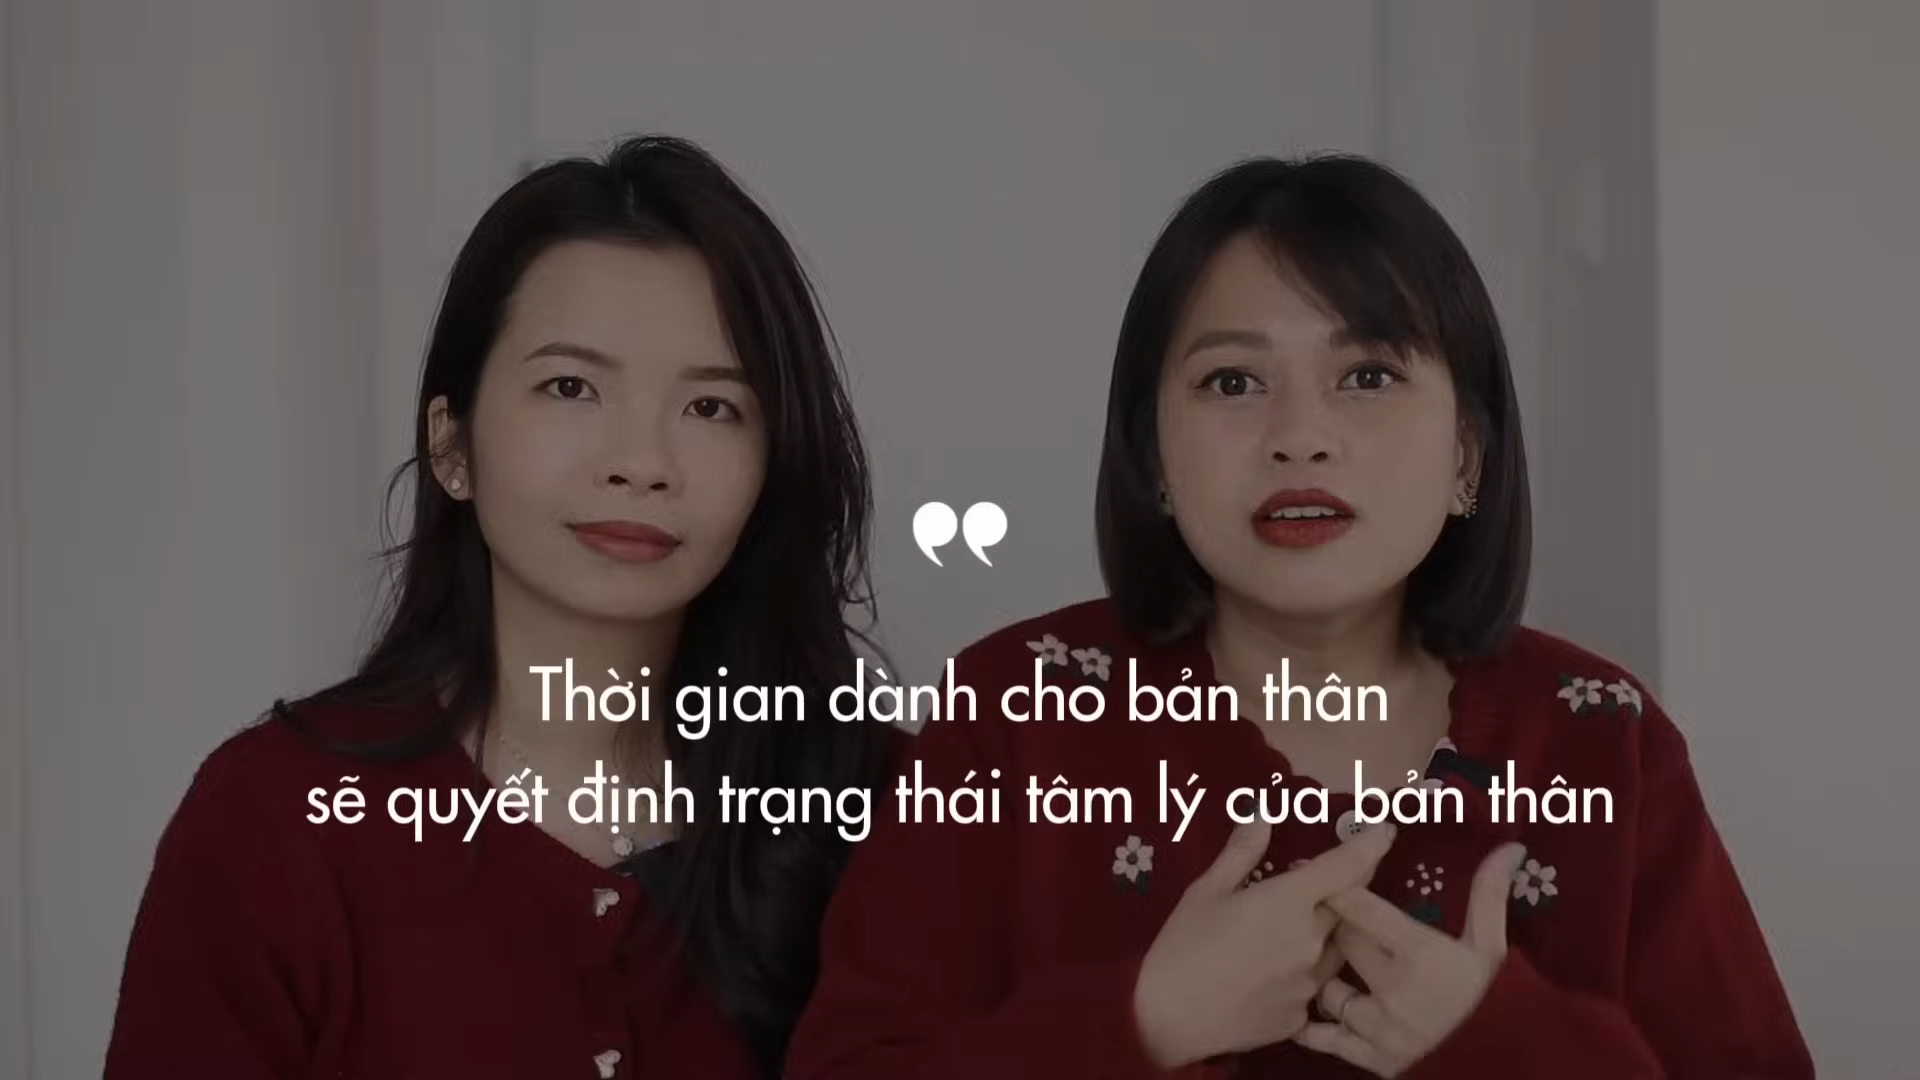 ❜❜
Thời gian dành cho bản thân
sẽ quyết định trạng thái tâm lý của bản thân